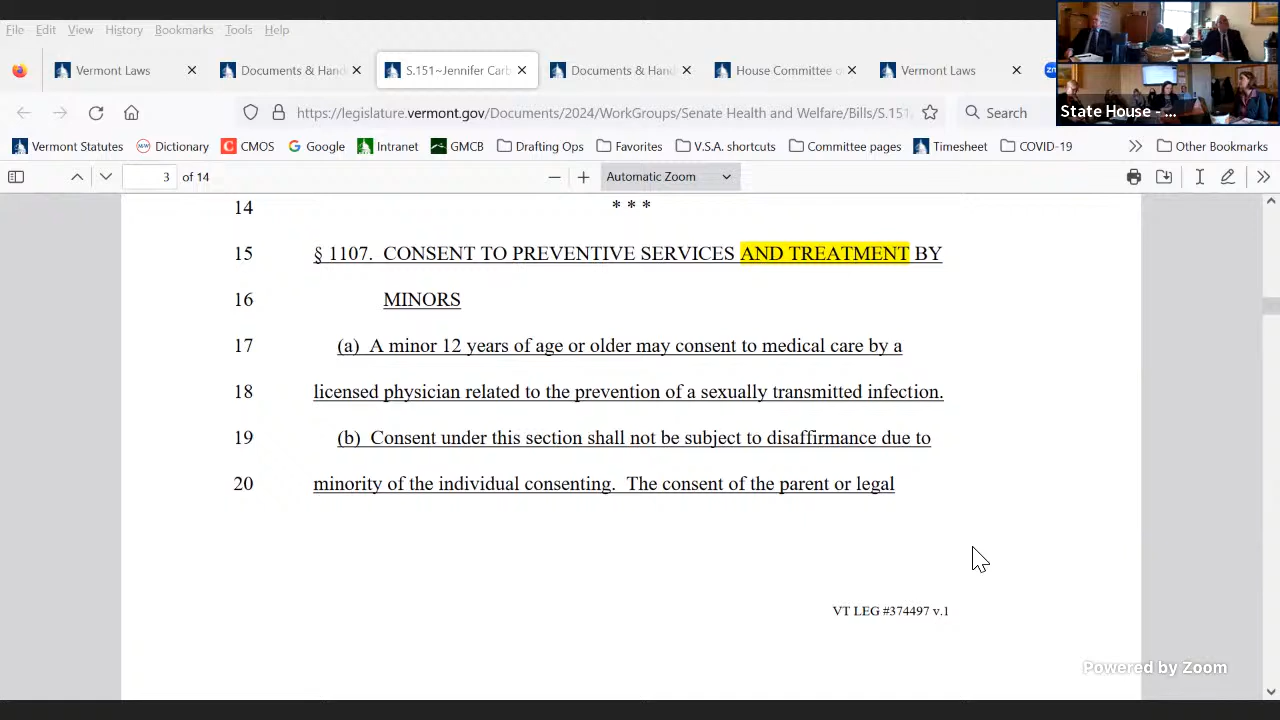 File Edit View History Bookmarks Tools Help
Vermont Laws
Documents & Hand
S.151~Jennifer Carb
Documents & Hand
House Committee o
Vermont Laws
https://legislature.vermont.gov/Documents/2024/WorkGroups/Senate Health and Welfare/Bills/S.151
Search
State House - ...
Vermont Statutes Dictionary CMOS Google Intranet GMCB Drafting Ops Favorites V.S.A. shortcuts Committee pages Timesheet COVID-19 Other Bookmarks
3 of 14 Automatic Zoom
14 * * *
15 § 1107. CONSENT TO PREVENTIVE SERVICES AND TREATMENT BY
16 MINORS
17 (a) A minor 12 years of age or older may consent to medical care by a
18 licensed physician related to the prevention of a sexually transmitted infection.
19 (b) Consent under this section shall not be subject to disaffirmance due to
20 minority of the individual consenting. The consent of the parent or legal
VT LEG #374497 v.1
Powered by Zoom